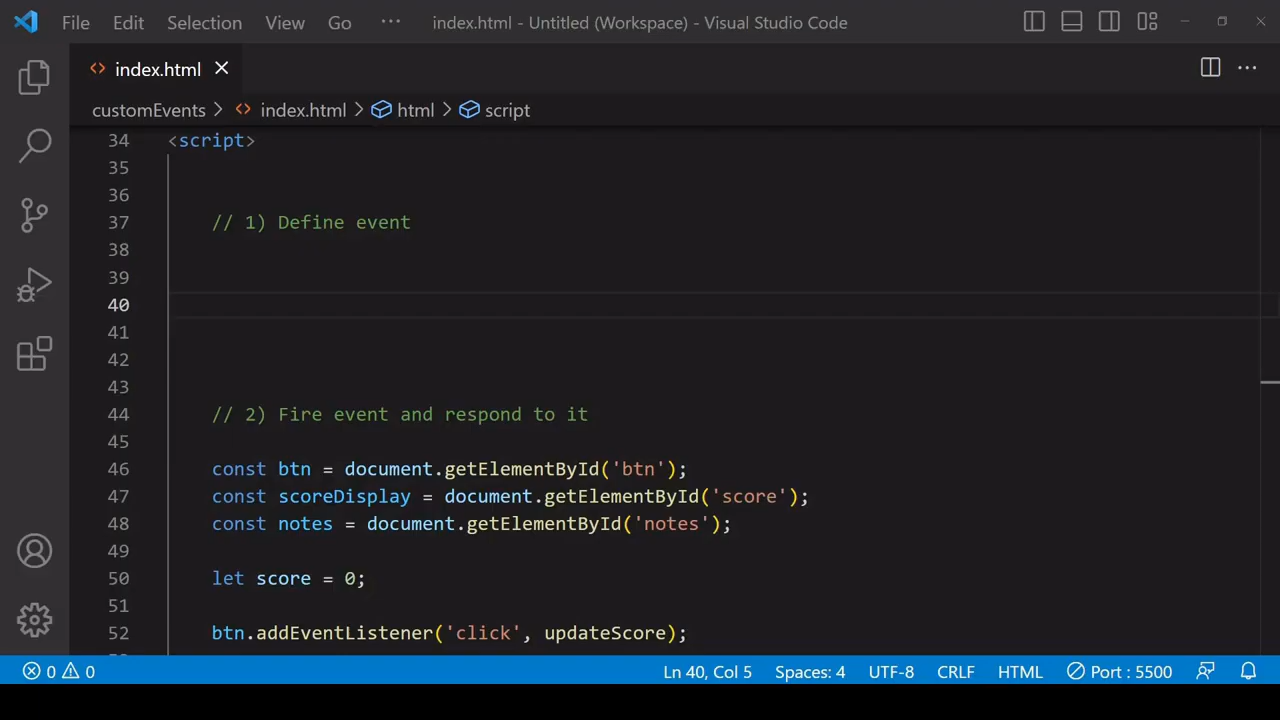 File Edit Selection View Go ··· index.html - Untitled (Workspace) - Visual Studio Code
index.html
customEvents > index.html > html > script
34 <script>
35
36
37 // 1) Define event
38
39
40
41
42
43
44 // 2) Fire event and respond to it
45
46 const btn = document.getElementById('btn');
47 const scoreDisplay = document.getElementById('score');
48 const notes = document.getElementById('notes');
49
50 let score = 0;
51
52 btn.addEventListener('click', updateScore);
0 0 Ln 40, Col 5 Spaces: 4 UTF-8 CRLF HTML Port : 5500